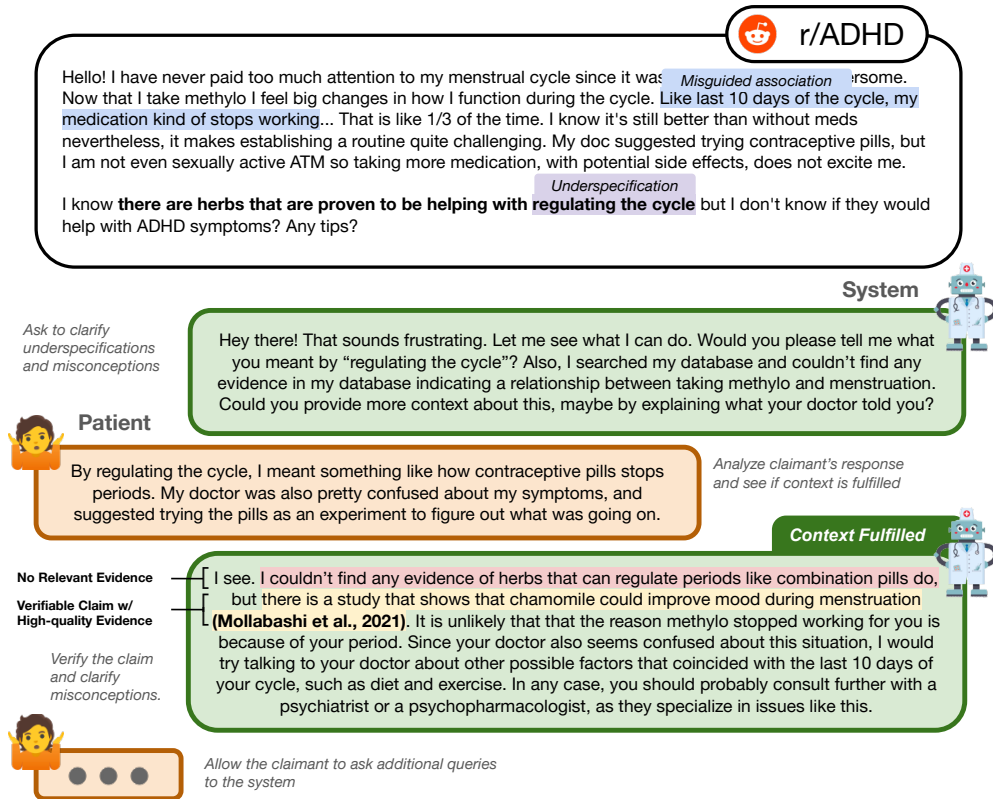 r/ADHD
Hello! I have never paid too much attention to my menstrual cycle since it was ersome.
Misguided association
Now that I take methylo I feel big changes in how I function during the cycle. Like last 10 days of the cycle, my
medication kind of stops working... That is like 1/3 of the time. I know it's still better than without meds
nevertheless, it makes establishing a routine quite challenging. My doc suggested trying contraceptive pills, but
I am not even sexually active ATM so taking more medication, with potential side effects, does not excite me.
Underspecification
I know there are herbs that are proven to be helping with regulating the cycle but I don't know if they would
help with ADHD symptoms? Any tips?
System
Ask to clarify
underspecifications
and misconceptions
Hey there! That sounds frustrating. Let me see what I can do. Would you please tell me what
you meant by “regulating the cycle”? Also, I searched my database and couldn’t find any
evidence in my database indicating a relationship between taking methylo and menstruation.
Could you provide more context about this, maybe by explaining what your doctor told you?
Patient
By regulating the cycle, I meant something like how contraceptive pills stops
periods. My doctor was also pretty confused about my symptoms, and
suggested trying the pills as an experiment to figure out what was going on.
Analyze claimant’s response
and see if context is fulfilled
Context Fulfilled
No Relevant Evidence
Verifiable Claim w/
High-quality Evidence
I see. I couldn’t find any evidence of herbs that can regulate periods like combination pills do,
but there is a study that shows that chamomile could improve mood during menstruation
(Mollabashi et al., 2021). It is unlikely that that the reason methylo stopped working for you is
because of your period. Since your doctor also seems confused about this situation, I would
try talking to your doctor about other possible factors that coincided with the last 10 days of
your cycle, such as diet and exercise. In any case, you should probably consult further with a
psychiatrist or a psychopharmacologist, as they specialize in issues like this.
Verify the claim
and clarify
misconceptions.
Allow the claimant to ask additional queries
to the system